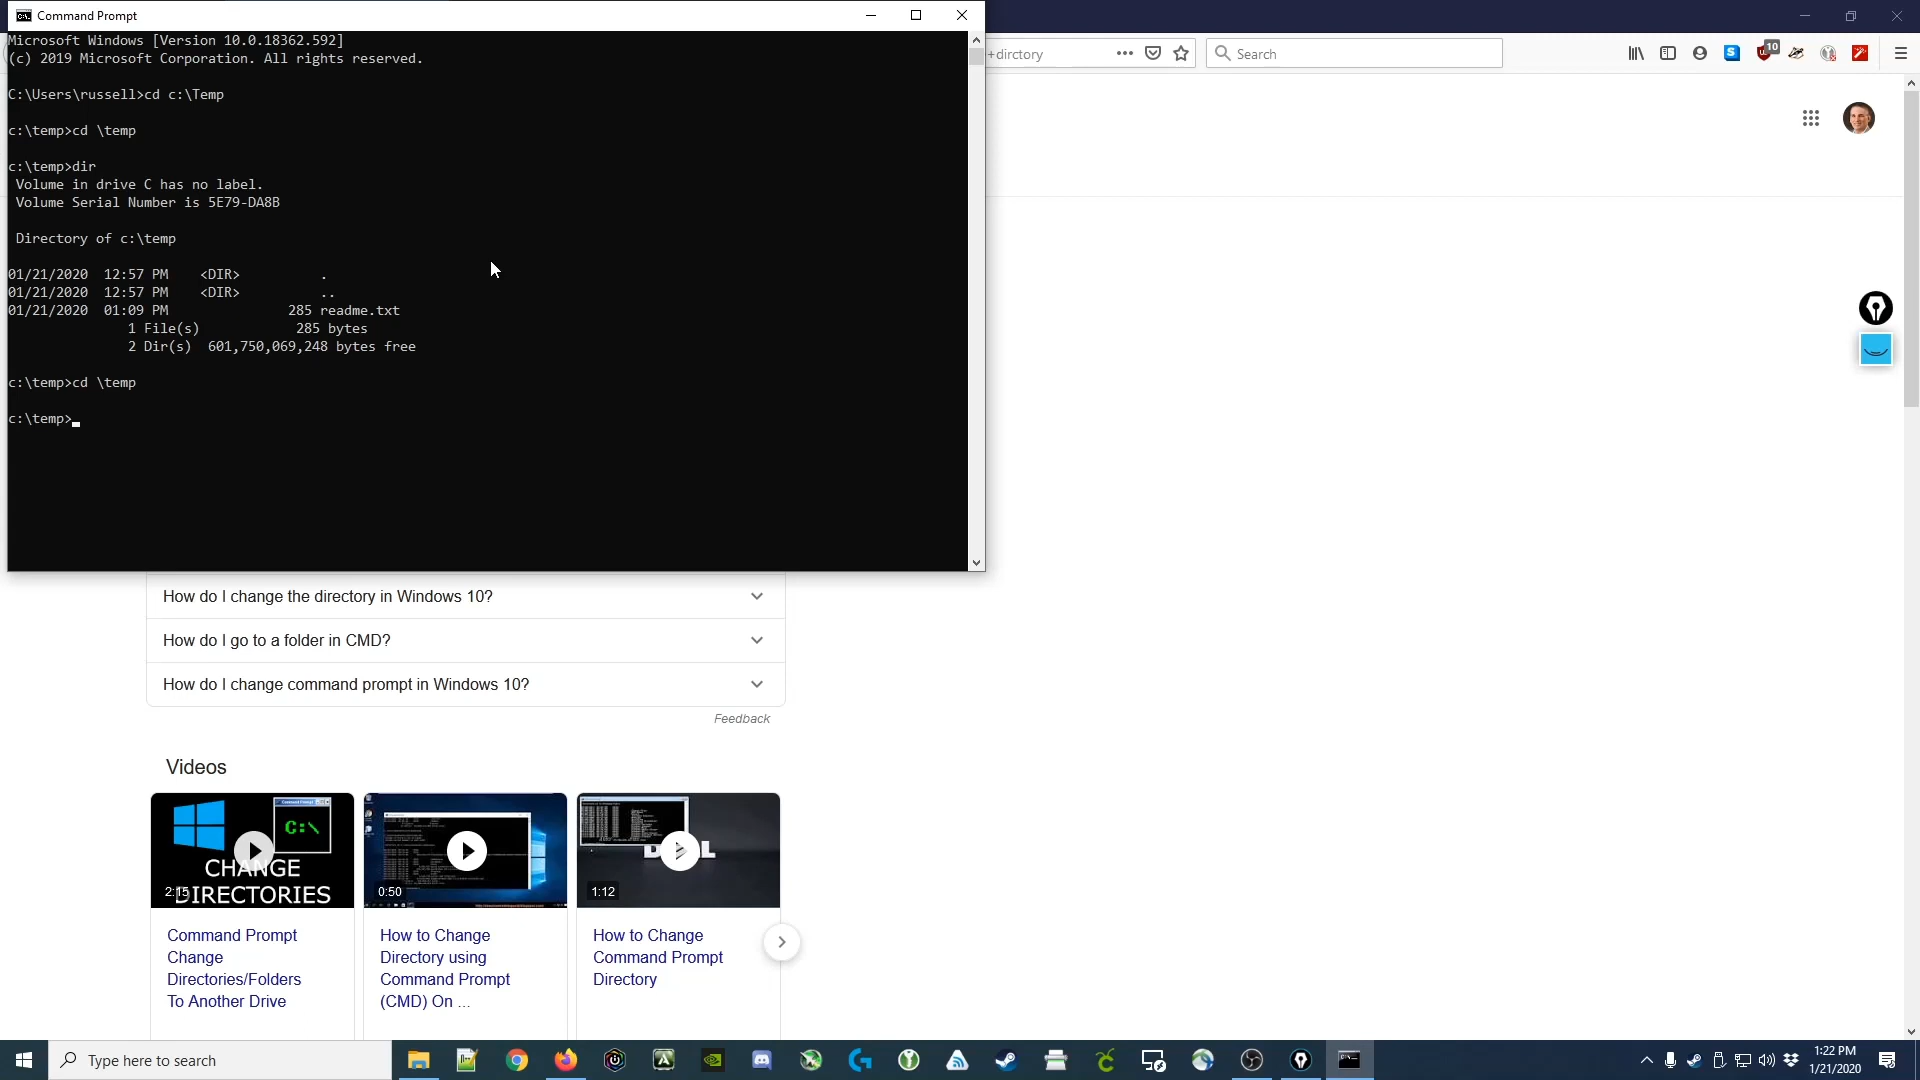 Command Prompt
Microsoft Windows [Version 10.0.18362.592]
(c) 2019 Microsoft Corporation. All rights reserved.
C:\Users\russell>cd c:\Temp
c:\temp>cd \temp
c:\temp>dir
Volume in drive C has no label.
Volume Serial Number is 5E79-DA8B
Directory of c:\temp
01/21/2020 12:57 PM <DIR> .
01/21/2020 12:57 PM <DIR> ..
01/21/2020 01:09 PM 285 readme.txt
1 File(s) 285 bytes
2 Dir(s) 601,750,069,248 bytes free
c:\temp>cd \temp
c:\temp>
+dirctory
Search
10
How do I change the directory in Windows 10?
How do I go to a folder in CMD?
How do I change command prompt in Windows 10?
Feedback
Videos
C:\
CHANGE
DIRECTORIES
2:15
0:50
1:12
Command Prompt
Change
Directories/Folders
To Another Drive
How to Change
Directory using
Command Prompt
(CMD) On ...
How to Change
Command Prompt
Directory
Type here to search
1:22 PM
1/21/2020